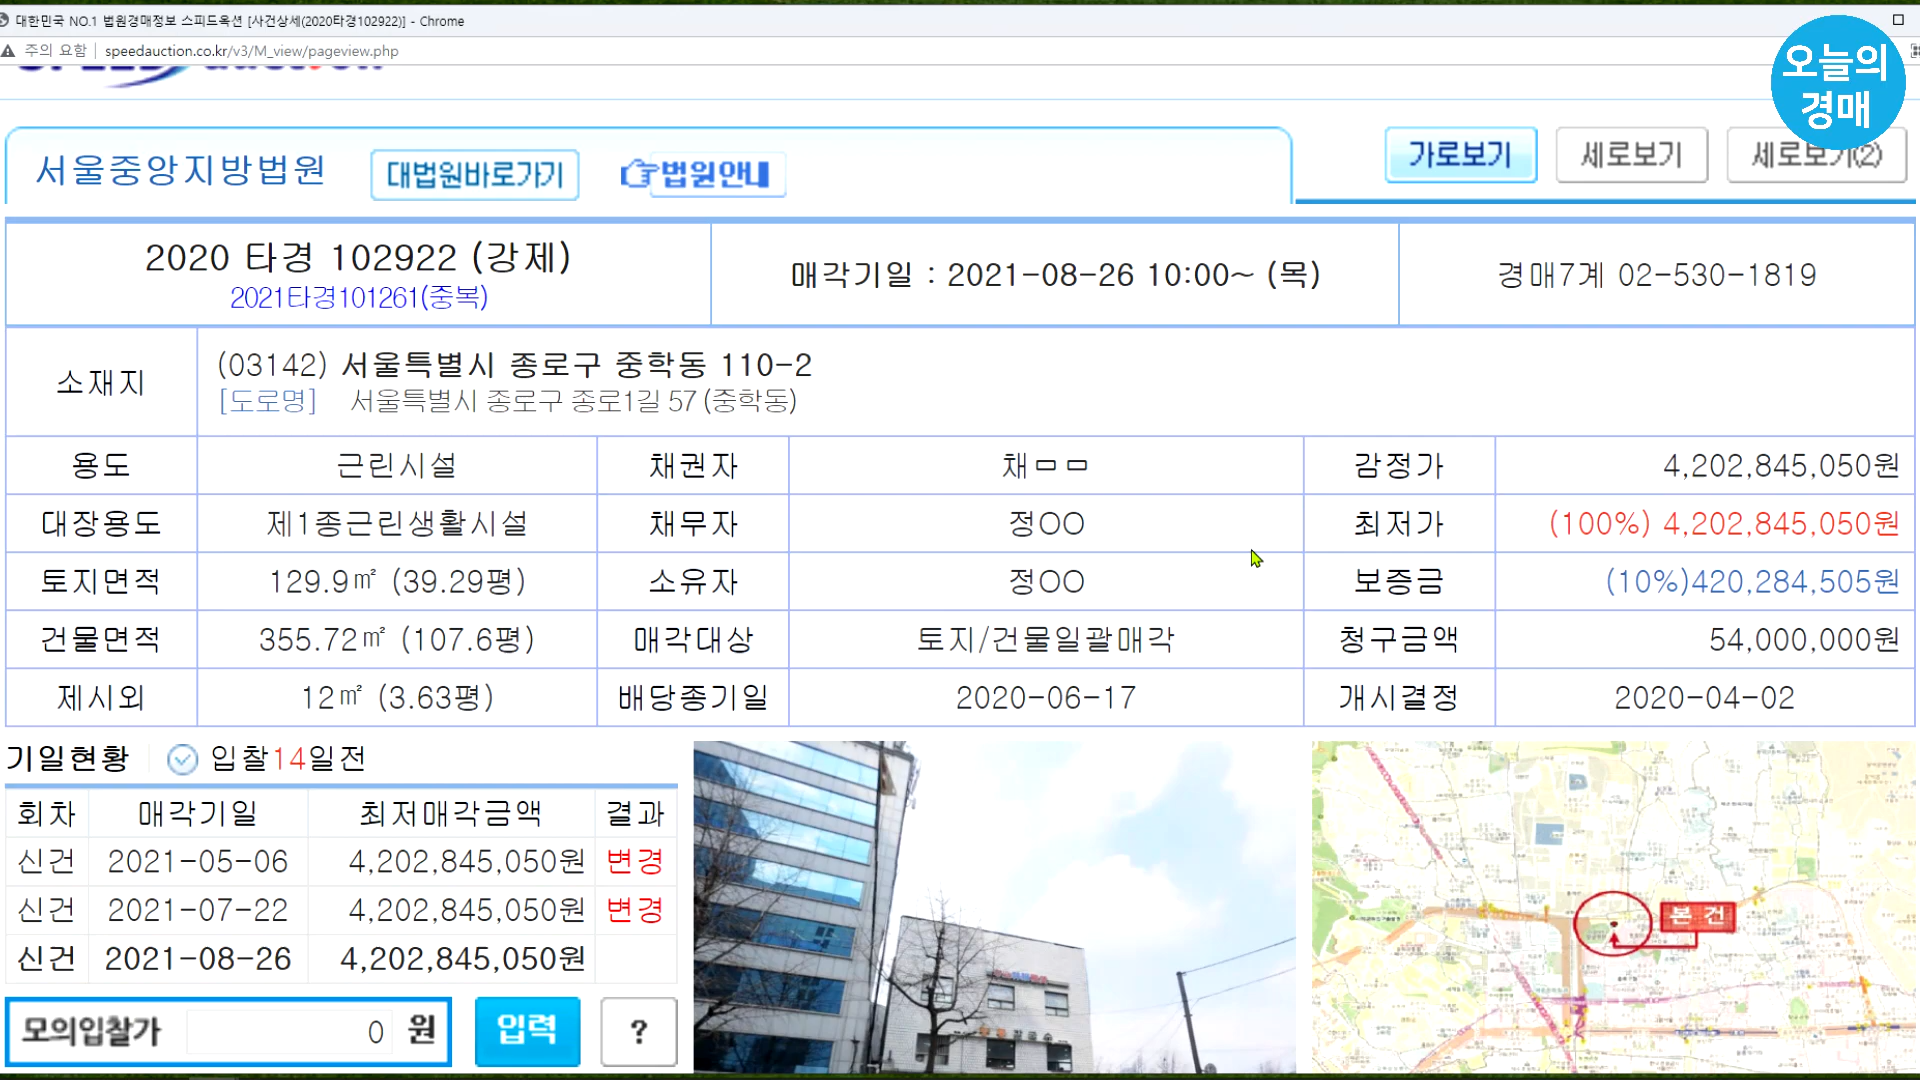 대한민국 NO.1 법원경매정보 스피드옥션 [사건상세(2020타경102922)] - Chrome
주의 요함 | speedauction.co.kr/v3/M_view/pageview.php
오늘의
경매
서울중앙지방법원 대법원바로가기 법원안내 가로보기 세로보기 세로보기(2)
2020 타경 102922 (강제)
2021타경101261(중복)
매각기일 : 2021-08-26 10:00~ (목)
경매7계 02-530-1819
소재지
(03142) 서울특별시 종로구 중학동 110-2
[도로명] 서울특별시 종로구 종로1길 57 (중학동)
용도 근린시설 채권자 채ㅁㅁ 감정가 4,202,845,050원
대장용도 제1종근린생활시설 채무자 정○○ 최저가 (100%) 4,202,845,050원
토지면적 129.9㎡ (39.29평) 소유자 정○○ 보증금 (10%)420,284,505원
건물면적 355.72㎡ (107.6평) 매각대상 토지/건물일괄매각 청구금액 54,000,000원
제시외 12㎡ (3.63평) 배당종기일 2020-06-17 개시결정 2020-04-02
기일현황 입찰14일전
회차 매각기일 최저매각금액 결과
신건 2021-05-06 4,202,845,050원 변경
신건 2021-07-22 4,202,845,050원 변경
신건 2021-08-26 4,202,845,050원
모의입찰가 0 원 입력 ?
본 건